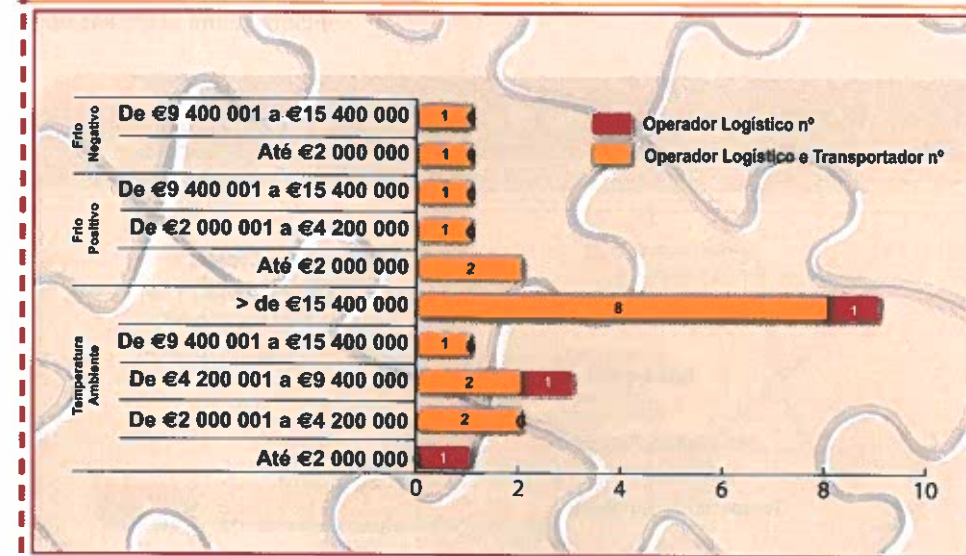 Frio Negativo
De €9 400 001 a €15 400 000 1
Até €2 000 000 1
Frio Positivo
De €9 400 001 a €15 400 000 1
De €2 000 001 a €4 200 000 1
Até €2 000 000 2
Temperatura Ambiente
> de €15 400 000 8 1
De €9 400 001 a €15 400 000 1
De €4 200 001 a €9 400 000 2 1
De €2 000 001 a €4 200 000 2
Até €2 000 000 1
0 2 4 6 8 10
Operador Logístico nº
Operador Logístico e Transportador nº